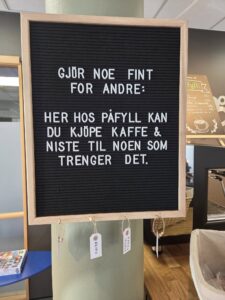 GJØR NOE FINT
FOR ANDRE:
HER HOS PÅFYLL KAN
DU KJØPE KAFFE &
NISTE TIL NOEN SOM
TRENGER DET.